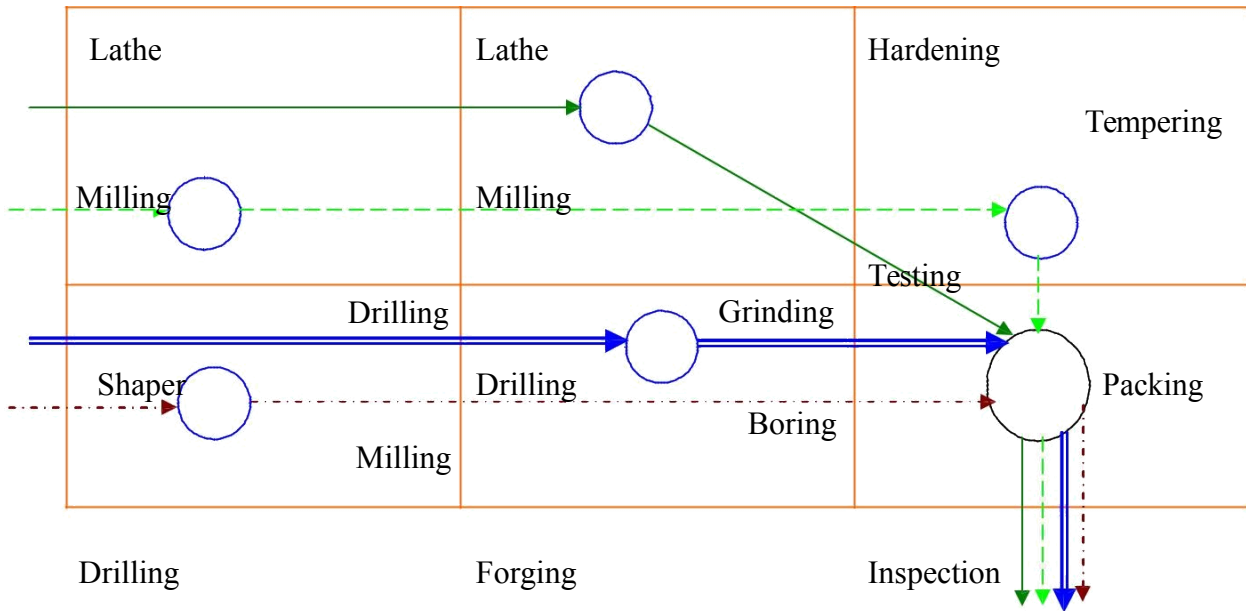 Lathe
Lathe
Hardening
Tempering
Milling
Milling
Testing
Drilling
Grinding
Shaper
Drilling
Packing
Boring
Milling
Drilling
Forging
Inspection